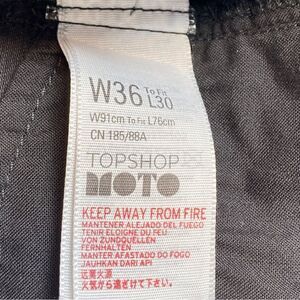 W36 To Fit L30
W91cm To Fit L76cm
CN 185/88A
TOPSHOP
MOTO
KEEP AWAY FROM FIRE
MANTENER ALEJADO DEL FUEGO
TENIR ELOIGNE DU FEU
VON ZUNDQUELLEN
FERNHALTEN
MANTER AFASTADO DO FOGO
JAUHKAN DARI API
远离火源
火気から遠ざけて下さい